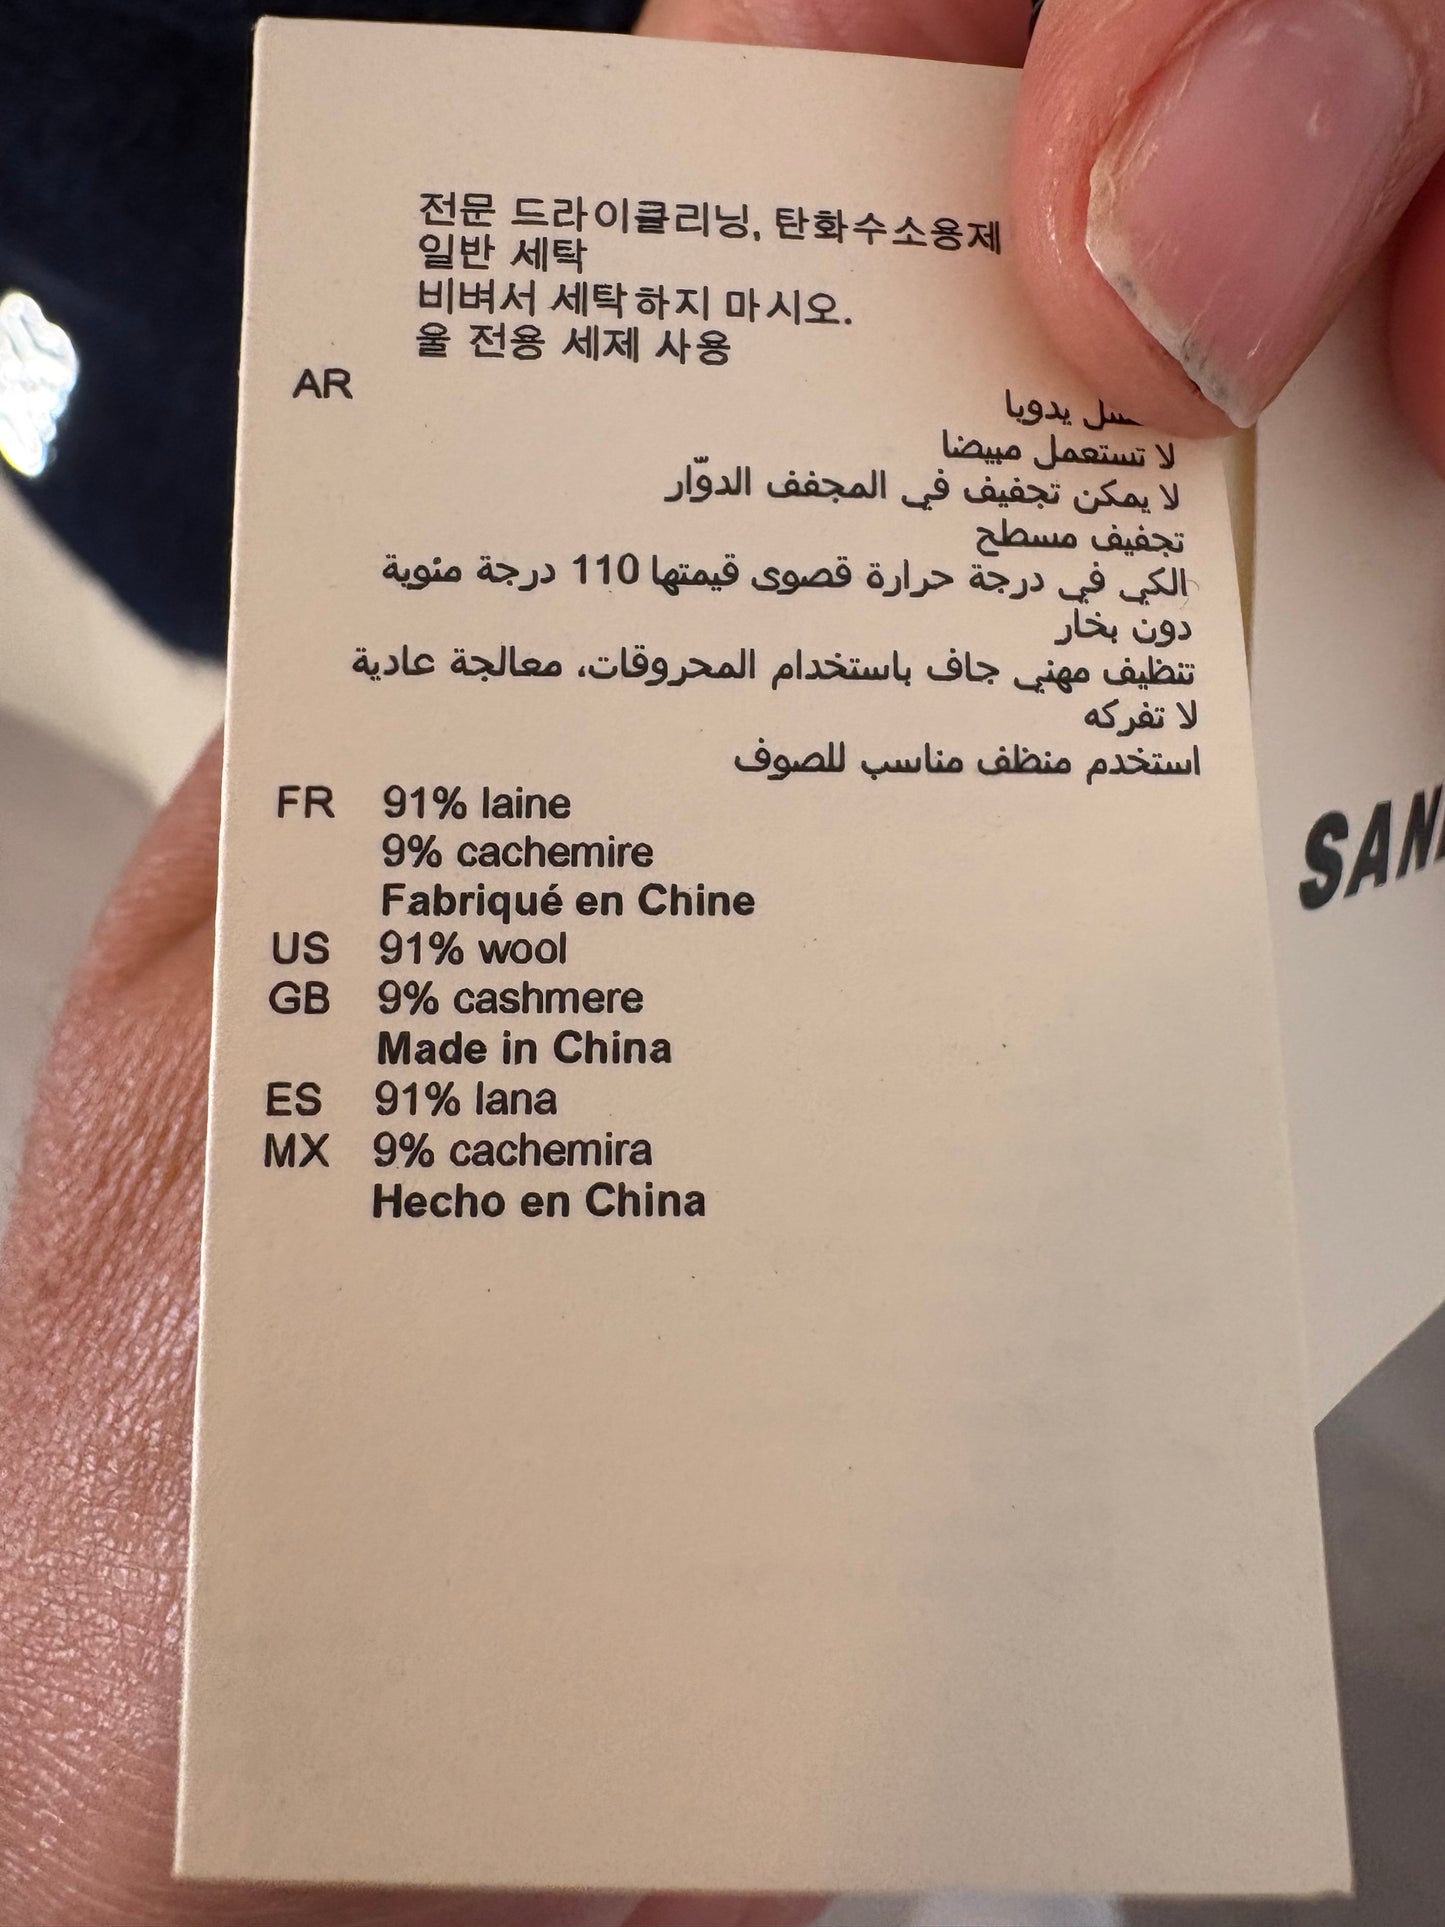 전문 드라이클리닝, 탄화수소용제
일반 세탁
비벼서 세탁하지 마시오.
울 전용 세제 사용
AR
يدويا
لا تستعمل مبيضا
لا يمكن تجفيف في المجفف الدوّار
تجفيف مسطح
الكي في درجة حرارة قصوى قيمتها 110 درجة مئوية
دون بخار
تنظيف مهني جاف باستخدام المحروقات، معالجة عادية
لا تفركه
استخدم منظف مناسب للصوف
FR 91% laine
9% cachemire
Fabriqué en Chine
US 91% wool
GB 9% cashmere
Made in China
ES 91% lana
MX 9% cachemira
Hecho en China